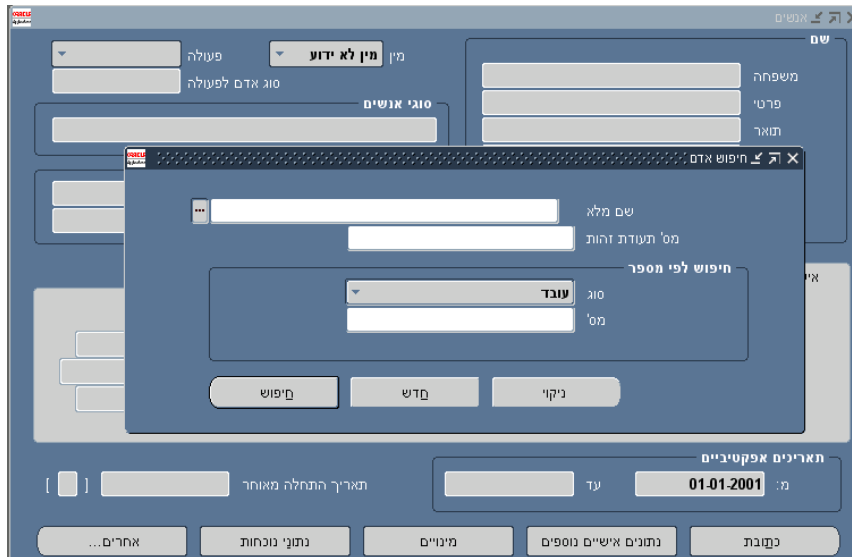 אנשים
שם
משפחה
פרטי
תואר
מין מין לא ידוע
פעולה
סוג אדם לפעולה
סוגי אנשים
ORACLE
חיפוש אדם
שם מלא
...
מס' תעודת זהות
חיפוש לפי מספר
סוג עובד
מס'
ניקוי
חדש
חיפוש
אי
תאריכים אפקטיביים
מ: 01-01-2001 עד
תאריך התחלה מאוחר [ ]
כתובת
נתונים אישיים נוספים
מינויים
נתוני נוכחות
אחרים...